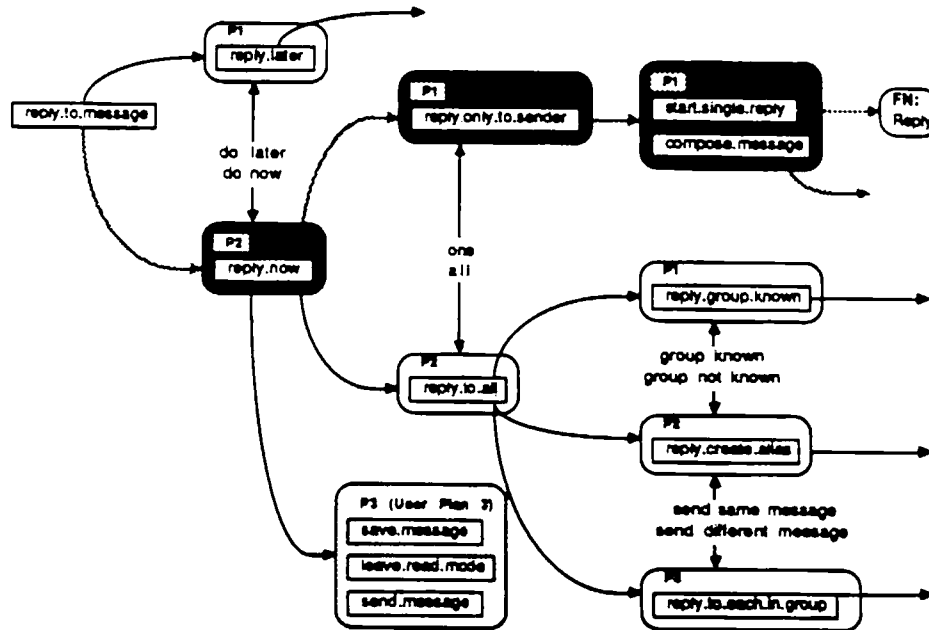 P1
reply.later
reply.to.message
do later
do now
P2
reply.now
P1
reply.only.to.sender
one
all
P2
reply.to.all
P1
start.single.reply
compose.message
FN:
Reply
P1
reply.group.known
group known
group not known
P2
reply.create.alias
send same message
send different message
reply.to.each.in.group
P3 (User Plan 3)
save.message
leave.read.mode
send.message